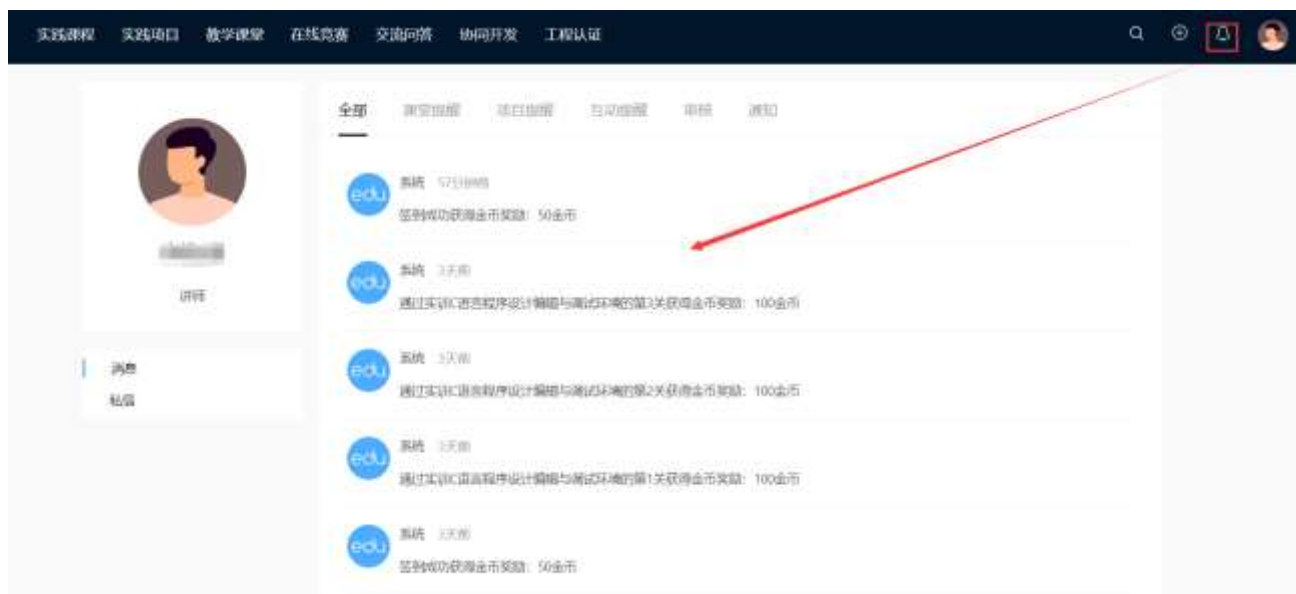 实践课程 实践项目 教学课堂 在线竞赛 交流问答 协同开发 工程认证
全部 课堂提醒 项目提醒 互动提醒 审核 通知
讲师
消息
私信
edu 系统 57分钟前
签到成功获得金币奖励：50金币
edu 系统 3天前
通过实训C语言程序设计编辑与调试环境的第3关获得金币奖励：100金币
edu 系统 3天前
通过实训C语言程序设计编辑与调试环境的第2关获得金币奖励：100金币
edu 系统 3天前
通过实训C语言程序设计编辑与调试环境的第1关获得金币奖励：100金币
edu 系统 3天前
签到成功获得金币奖励：50金币